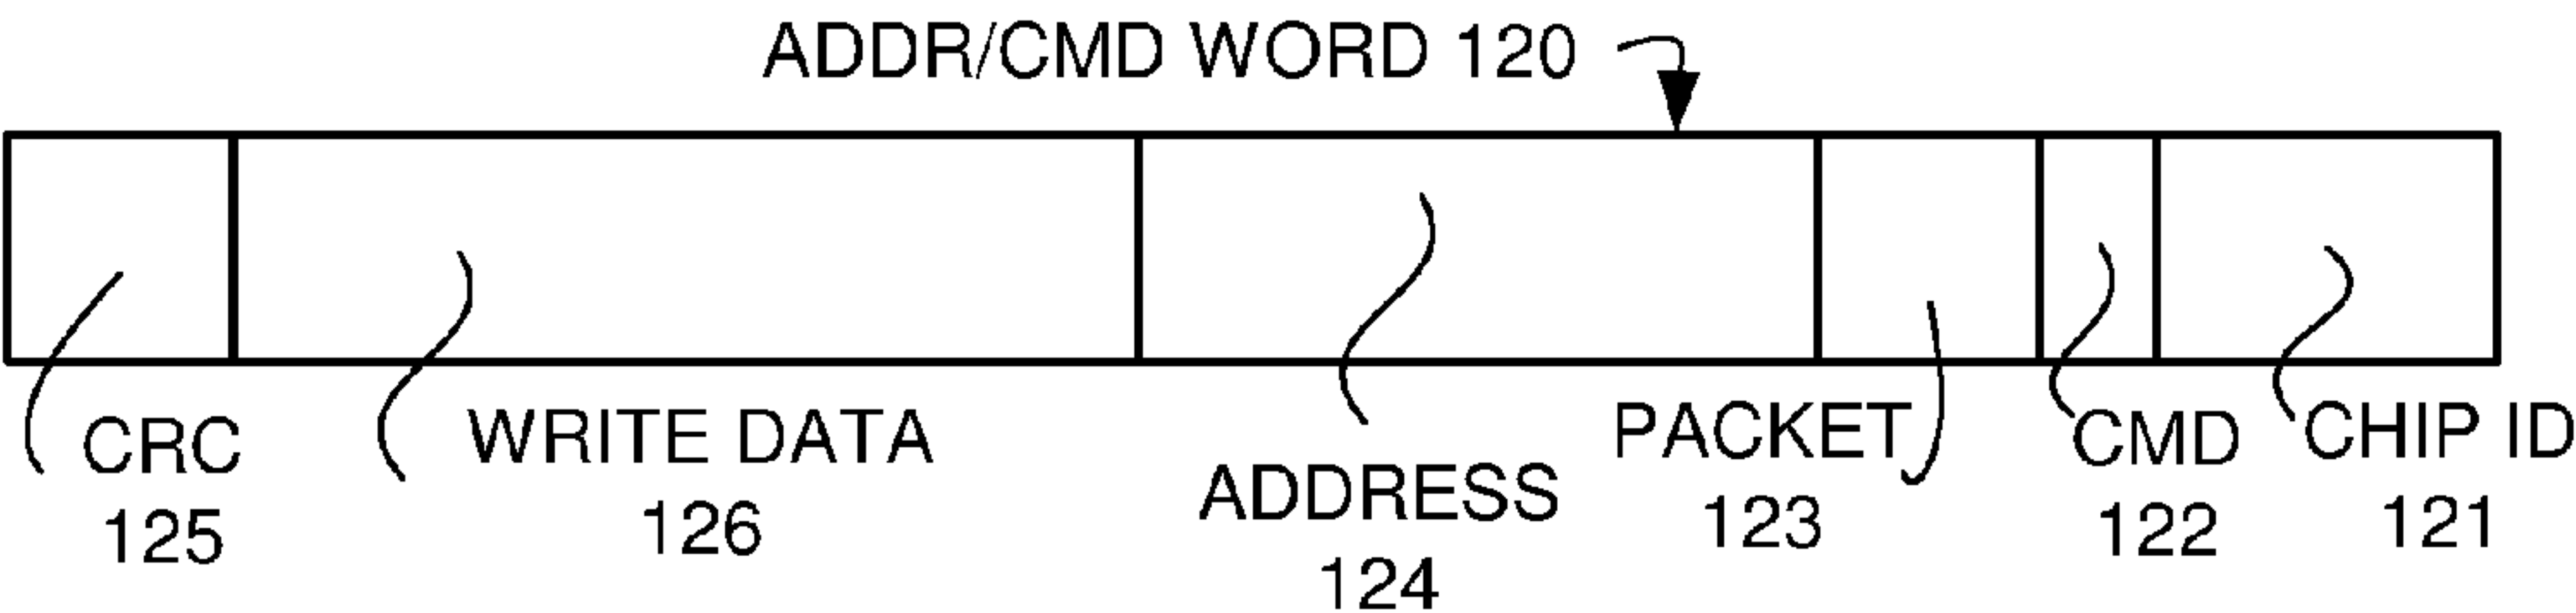 ADDR/CMD WORD 120
CRC
125
WRITE DATA
126
ADDRESS
124
PACKET
123
CMD
122
CHIP ID
121